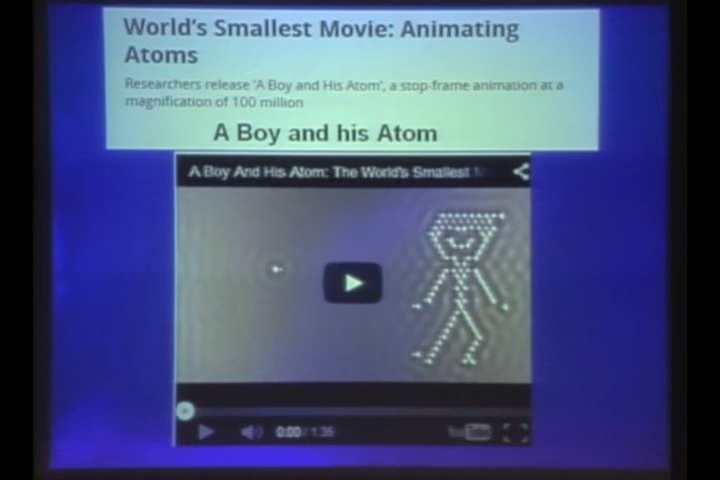 World's Smallest Movie: Animating
Atoms
Researchers release 'A Boy and His Atom', a stop-frame animation at a
magnification of 100 million
A Boy and his Atom
A Boy And His Atom: The World's Smallest M
0:00 / 1:35
YouTube